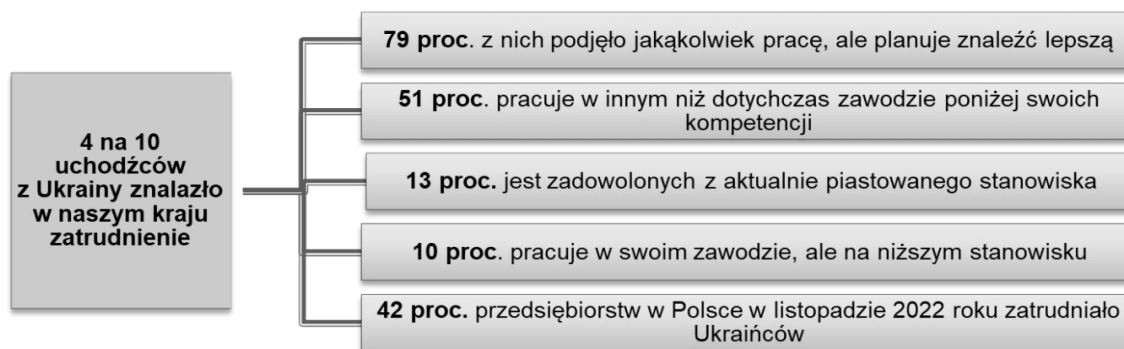 4 na 10
uchodźców
z Ukrainy znalazło
w naszym kraju
zatrudnienie
79 proc. z nich podjęło jakąkolwiek pracę, ale planuje znaleźć lepszą
51 proc. pracuje w innym niż dotychczas zawodzie poniżej swoich
kompetencji
13 proc. jest zadowolonych z aktualnie piastowanego stanowiska
10 proc. pracuje w swoim zawodzie, ale na niższym stanowisku
42 proc. przedsiębiorstw w Polsce w listopadzie 2022 roku zatrudniało
Ukraińców